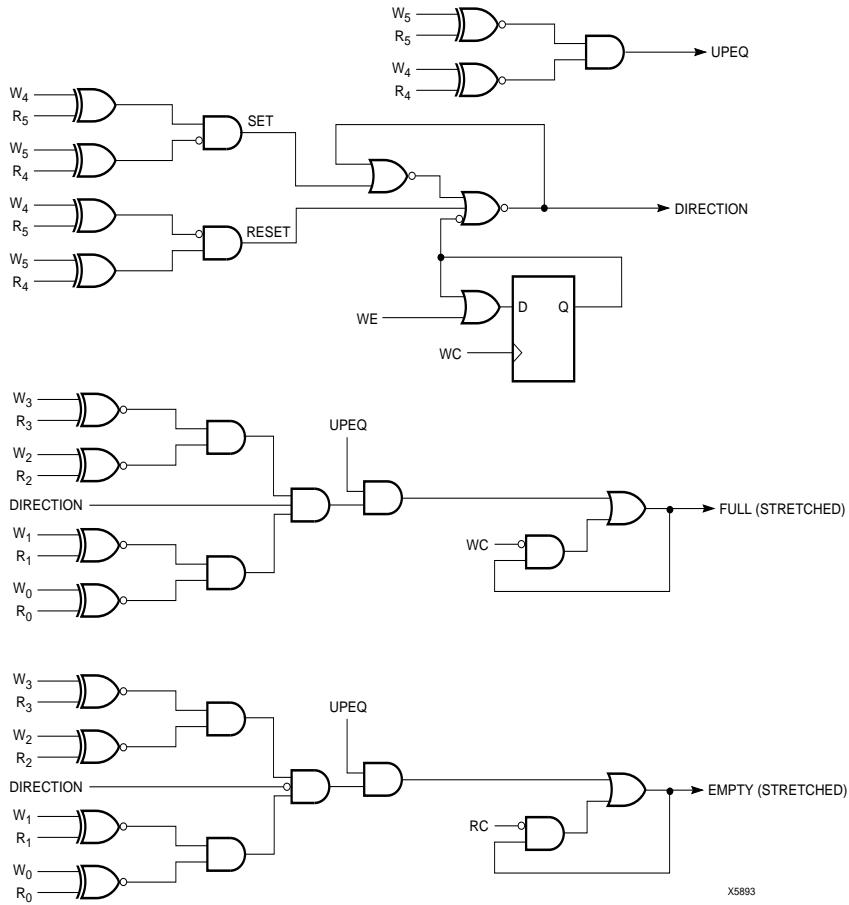 W5
R5
UPEQ
W4
R4
W4
R5
SET
W5
R4
W4
R5
DIRECTION
RESET
W5
R4
D Q
WE
WC
W3
R3
UPEQ
W2
R2
DIRECTION
FULL (STRETCHED)
W1
R1
WC
W0
R0
W3
R3
UPEQ
W2
R2
DIRECTION
EMPTY (STRETCHED)
W1
R1
RC
W0
R0
X5893